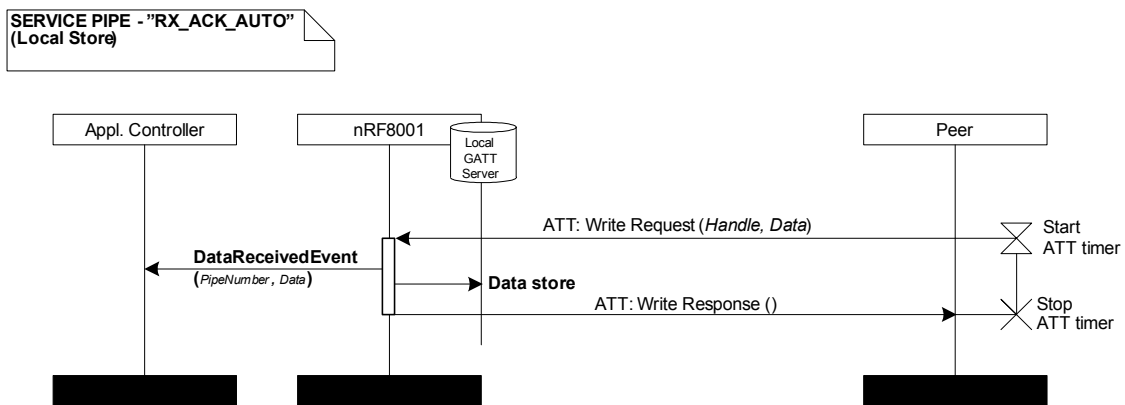 SERVICE PIPE - ”RX_ACK_AUTO”
(Local Store)
Appl. Controller
nRF8001
Local
GATT
Server
Peer
ATT: Write Request (Handle, Data)
Start
ATT timer
DataReceivedEvent
(PipeNumber, Data)
Data store
ATT: Write Response ()
Stop
ATT timer